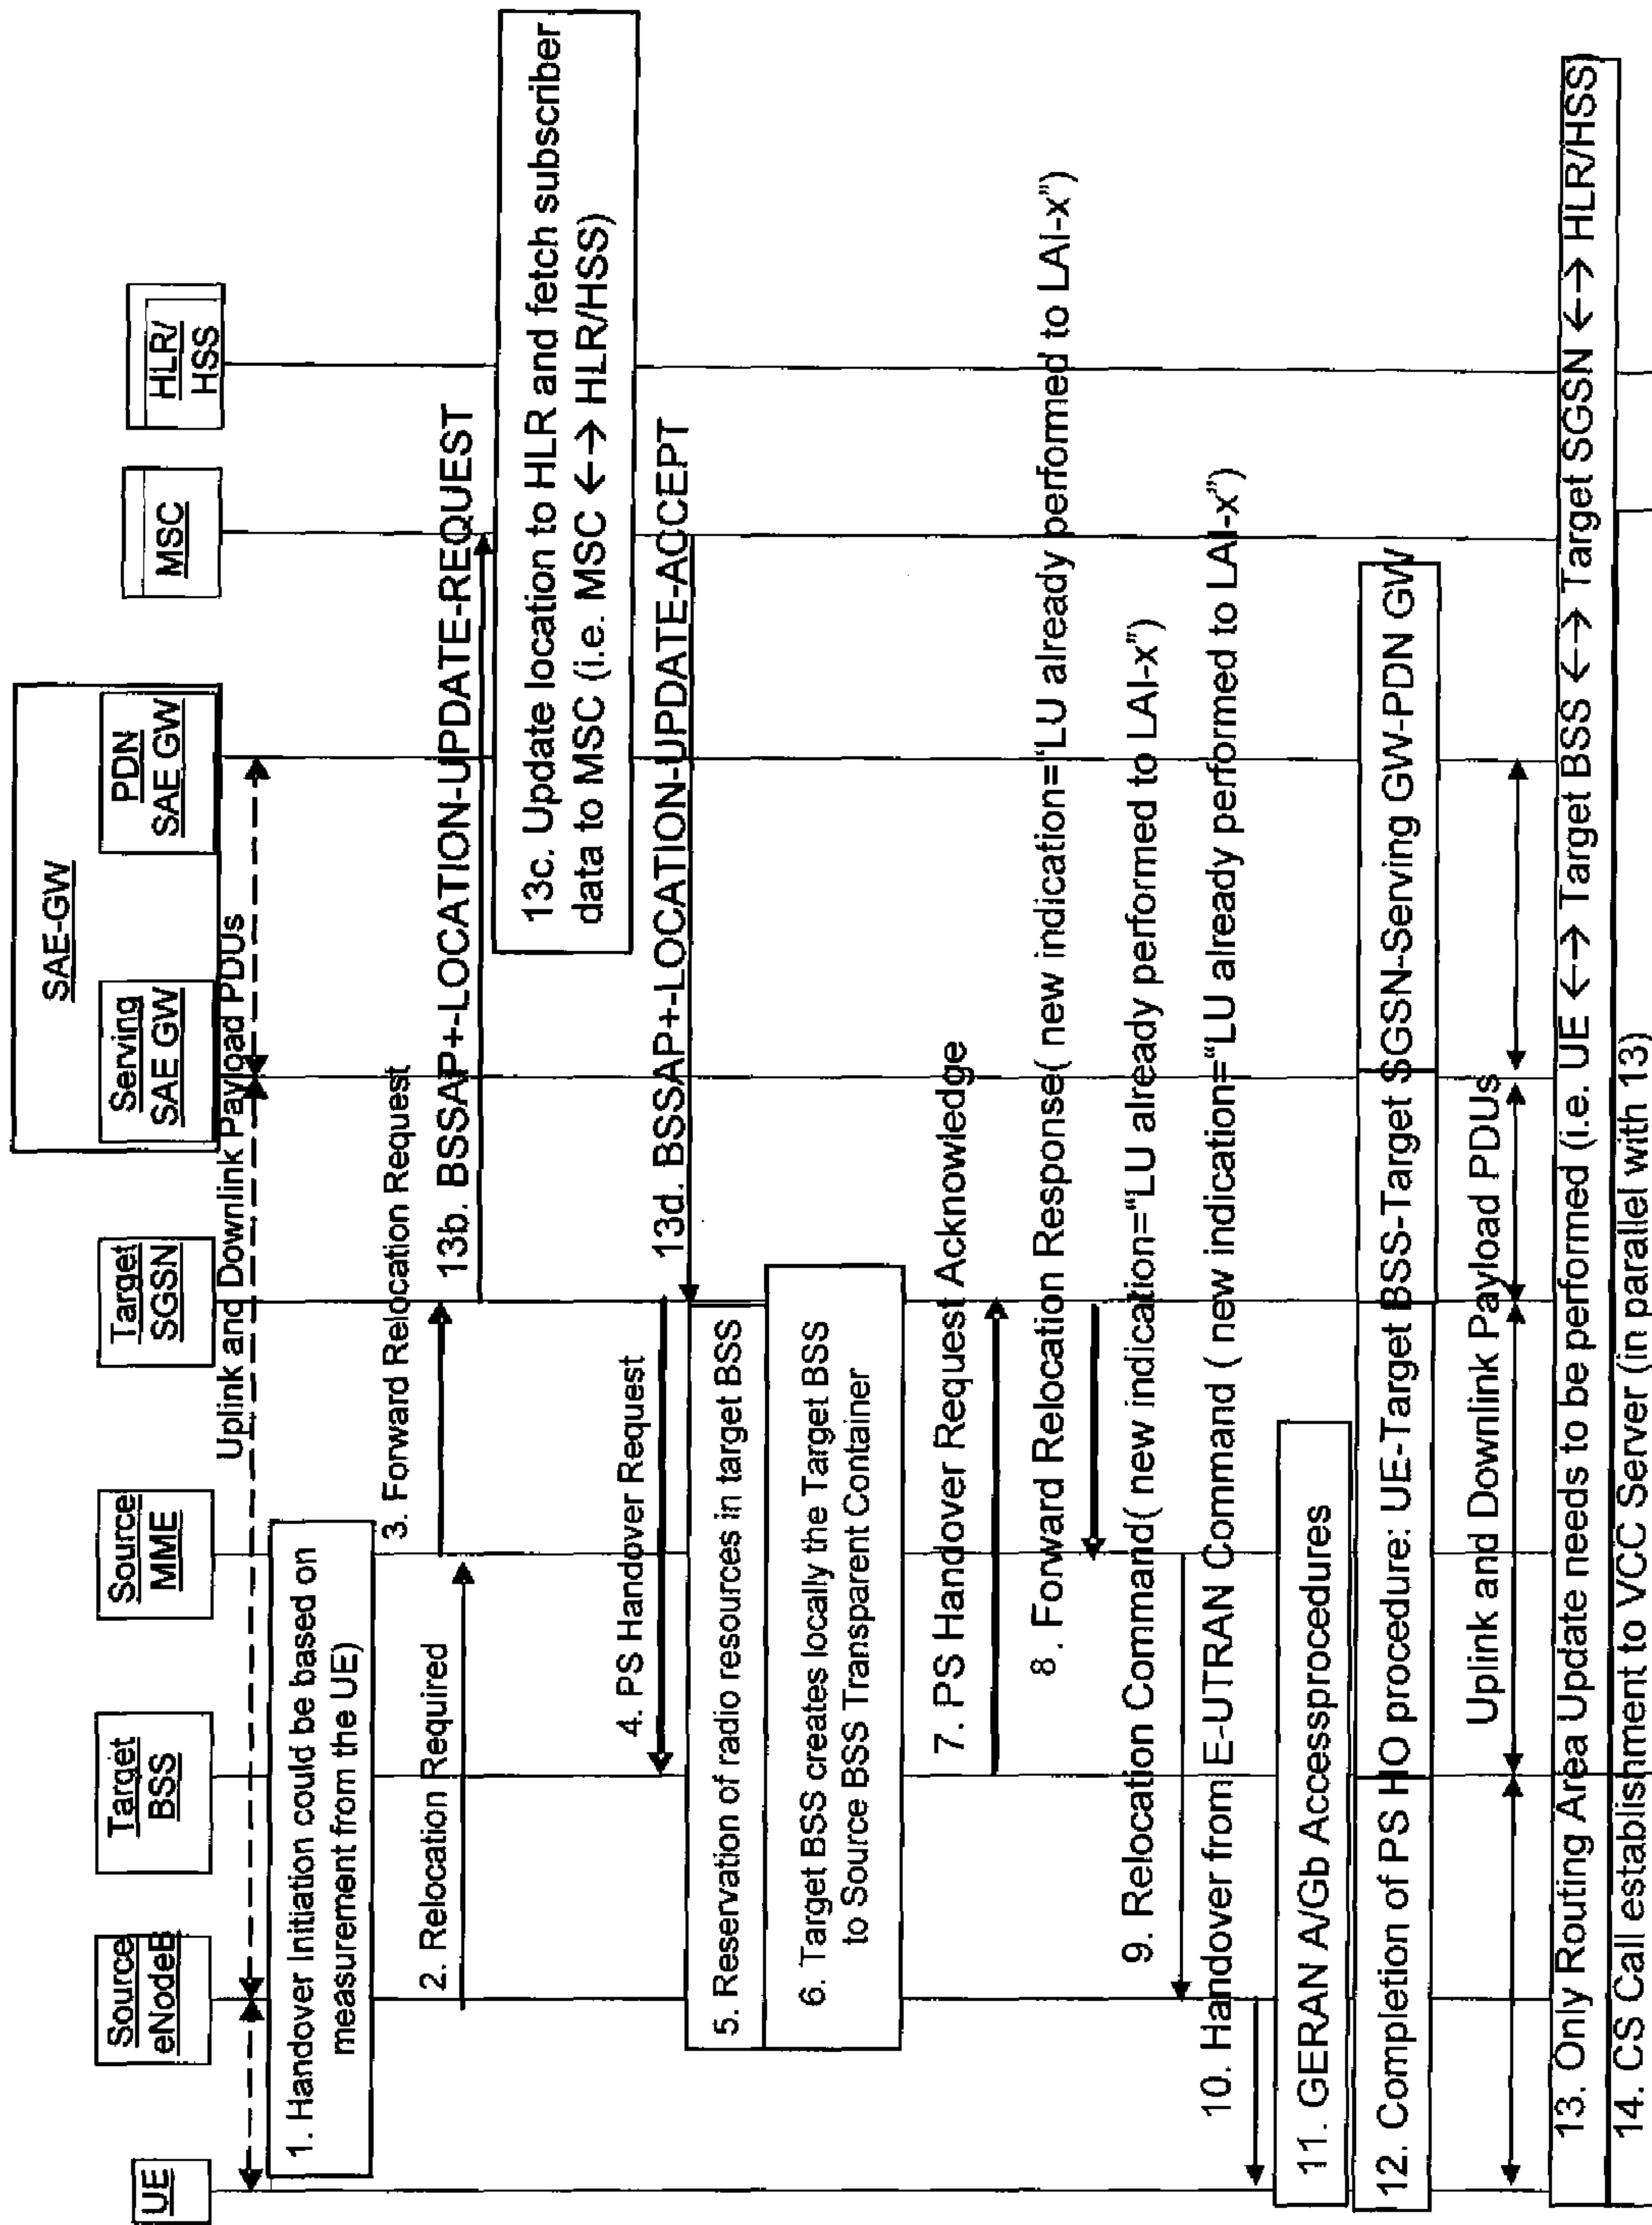 UE
Source
eNodeB
Target
BSS
Source
MME
Target
SGSN
SAE-GW
Serving
SAE GW
PDN
SAE GW
MSC
HLR/
HSS
Uplink and Downlink Payload PDUs
1. Handover Initiation could be based on
measurement from the UE)
2. Relocation Required
3. Forward Relocation Request
13b. BSSAP+-LOCATION-UPDATE-REQUEST
13c. Update location to HLR and fetch subscriber
data to MSC (i.e. MSC ←→ HLR/HSS)
4. PS Handover Request
13d. BSSAP+-LOCATION-UPDATE-ACCEPT
5. Reservation of radio resources in target BSS
6. Target BSS creates locally the Target BSS
to Source BSS Transparent Container
7. PS Handover Request Acknowledge
8 . Forward Relocation Response( new indication="LU already performed to LAI-x")
9. Relocation Command( new indication="LU already performed to LAI-x")
10. Handover from E-UTRAN Command ( new indication="LU already performed to LAI-x")
11. GERAN A/Gb Accessprocedures
12. Completion of PS HO procedure: UE-Target BSS-Target SGSN-Serving GW-PDN GW
Uplink and Downlink Payload PDUs
13. Only Routing Area Update needs to be performed (i.e. UE ←→ Target BSS ←→ Target SGSN ←→ HLR/HSS)
14. CS Call establishment to VCC Server (in parallel with 13)